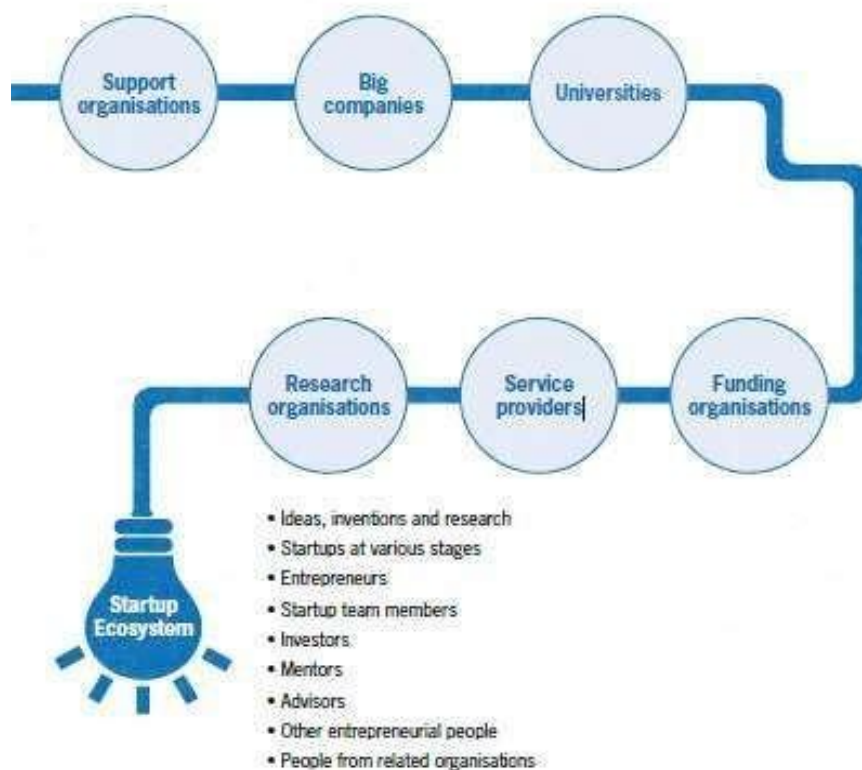 Support
organisations
Big
companies
Universities
Research
organisations
Service
providers
Funding
organisations
Startup
Ecosystem
• Ideas, inventions and research
• Startups at various stages
• Entrepreneurs
• Startup team members
• Investors
• Mentors
• Advisors
• Other entrepreneurial people
• People from related organisations